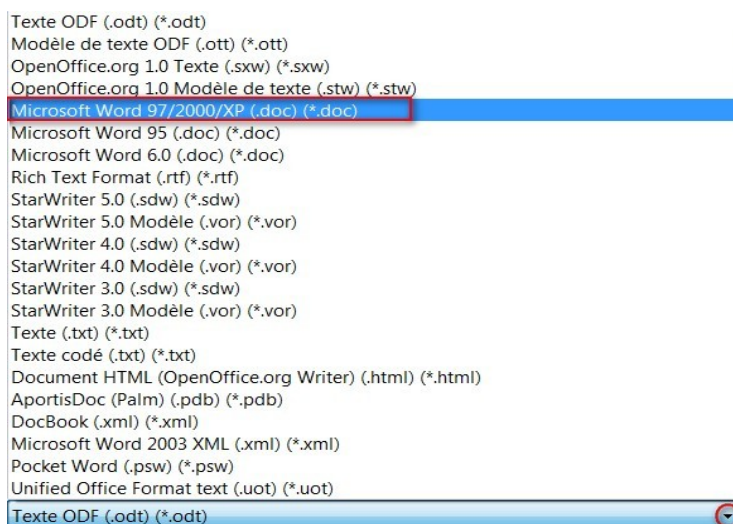 Texte ODF (.odt) (*.odt)
Modèle de texte ODF (.ott) (*.ott)
OpenOffice.org 1.0 Texte (.sxw) (*.sxw)
OpenOffice.org 1.0 Modèle de texte (.stw) (*.stw)
Microsoft Word 97/2000/XP (.doc) (*.doc)
Microsoft Word 95 (.doc) (*.doc)
Microsoft Word 6.0 (.doc) (*.doc)
Rich Text Format (.rtf) (*.rtf)
StarWriter 5.0 (.sdw) (*.sdw)
StarWriter 5.0 Modèle (.vor) (*.vor)
StarWriter 4.0 (.sdw) (*.sdw)
StarWriter 4.0 Modèle (.vor) (*.vor)
StarWriter 3.0 (.sdw) (*.sdw)
StarWriter 3.0 Modèle (.vor) (*.vor)
Texte (.txt) (*.txt)
Texte codé (.txt) (*.txt)
Document HTML (OpenOffice.org Writer) (.html) (*.html)
AportisDoc (Palm) (.pdb) (*.pdb)
DocBook (.xml) (*.xml)
Microsoft Word 2003 XML (.xml) (*.xml)
Pocket Word (.psw) (*.psw)
Unified Office Format text (.uot) (*.uot)
Texte ODF (.odt) (*.odt)